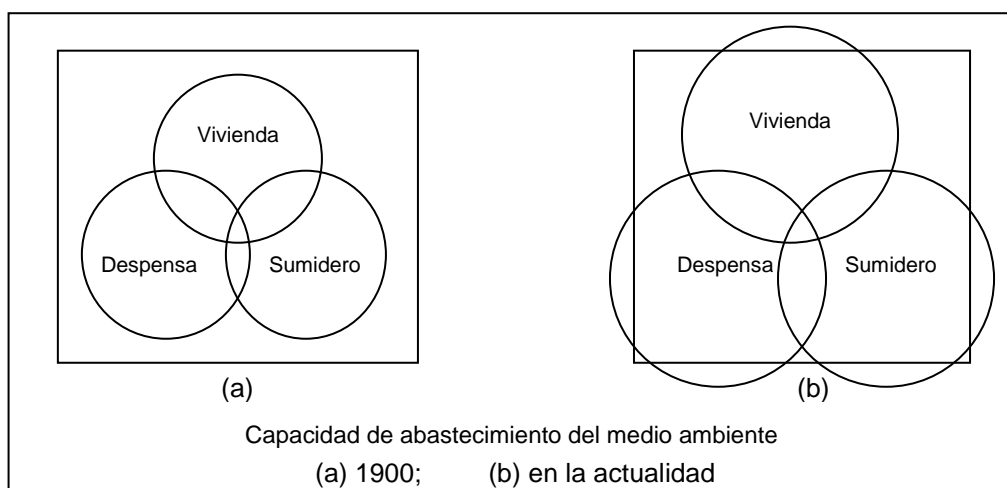 Vivienda
Despensa
Sumidero
(a)
Vivienda
Despensa
Sumidero
(b)
Capacidad de abastecimiento del medio ambiente
(a) 1900; (b) en la actualidad